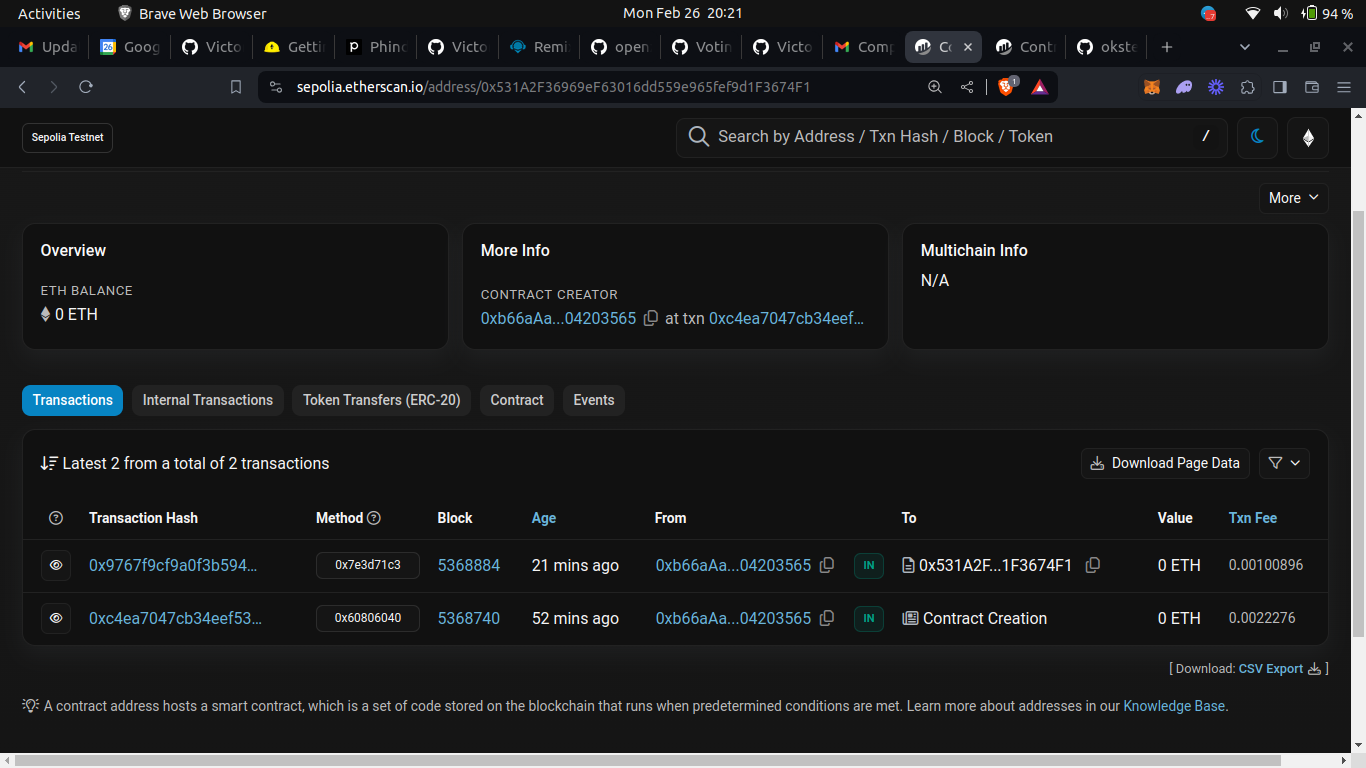 Activities Brave Web Browser Mon Feb 26 20:21 94 %
Upda 26 Goog Victo Getti Phind Victo Remi open Votin Victo Comp Co Contr okste
sepolia.etherscan.io/address/0x531A2F36969eF63016dd559e965fef9d1F3674F1 1
Sepolia Testnet Search by Address / Txn Hash / Block / Token /
More
Overview More Info Multichain Info
ETH BALANCE CONTRACT CREATOR N/A
0 ETH 0xb66aAa...04203565 at txn 0xc4ea7047cb34eef...
Transactions Internal Transactions Token Transfers (ERC-20) Contract Events
Latest 2 from a total of 2 transactions Download Page Data
Transaction Hash Method Block Age From To Value Txn Fee
0x9767f9cf9a0f3b594... 0x7e3d71c3 5368884 21 mins ago 0xb66aAa...04203565 IN 0x531A2F...1F3674F1 0 ETH 0.00100896
0xc4ea7047cb34eef53... 0x60806040 5368740 52 mins ago 0xb66aAa...04203565 IN Contract Creation 0 ETH 0.0022276
[ Download: CSV Export ]
A contract address hosts a smart contract, which is a set of code stored on the blockchain that runs when predetermined conditions are met. Learn more about addresses in our Knowledge Base.